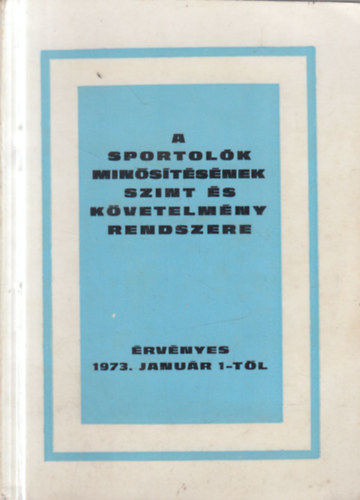 A
SPORTOLÓK
MINŐSÍTÉSÉNEK
SZINT ÉS
KÖVETELMÉNY
RENDSZERE
ÉRVÉNYES
1973. JANUÁR 1-TŐL